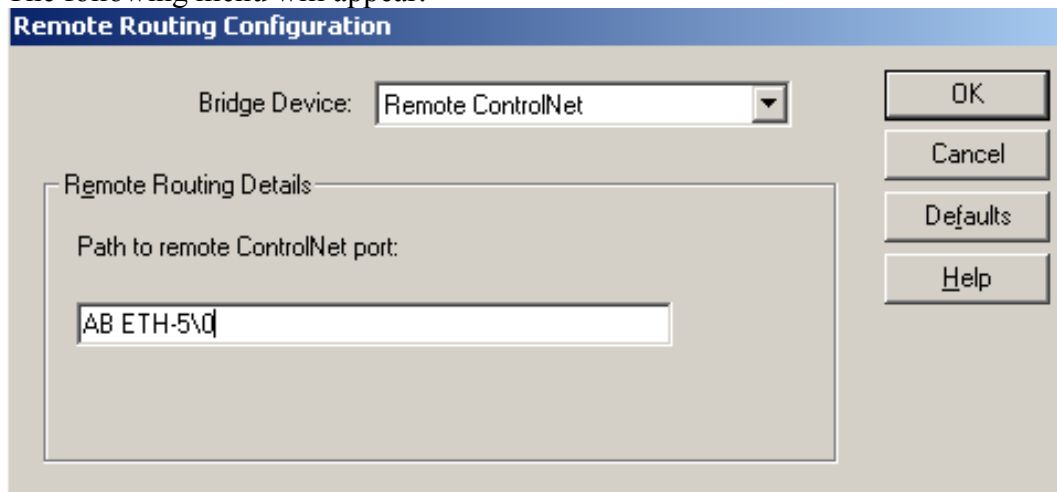 The following menu will appear.
Remote Routing Configuration
Bridge Device: Remote ControlNet
OK
Cancel
Remote Routing Details
Defaults
Path to remote ControlNet port:
Help
AB ETH-5\0